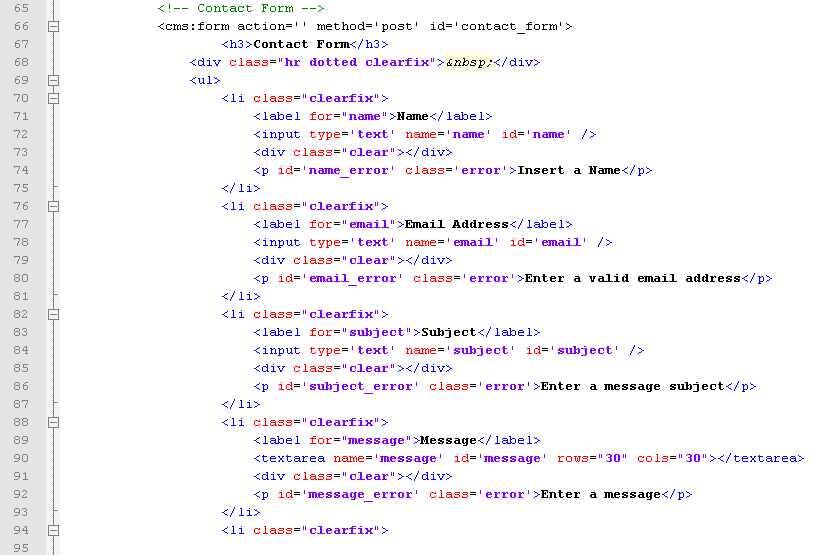 65 <!-- Contact Form -->
66 <cms:form action='' method='post' id='contact_form'>
67 <h3>Contact Form</h3>
68 <div class="hr dotted clearfix">&nbsp;</div>
69 <ul>
70 <li class="clearfix">
71 <label for="name">Name</label>
72 <input type='text' name='name' id='name' />
73 <div class="clear"></div>
74 <p id='name_error' class='error'>Insert a Name</p>
75 </li>
76 <li class="clearfix">
77 <label for="email">Email Address</label>
78 <input type='text' name='email' id='email' />
79 <div class="clear"></div>
80 <p id='email_error' class='error'>Enter a valid email address</p>
81 </li>
82 <li class="clearfix">
83 <label for="subject">Subject</label>
84 <input type='text' name='subject' id='subject' />
85 <div class="clear"></div>
86 <p id='subject_error' class='error'>Enter a message subject</p>
87 </li>
88 <li class="clearfix">
89 <label for="message">Message</label>
90 <textarea name='message' id='message' rows="30" cols="30"></textarea>
91 <div class="clear"></div>
92 <p id='message_error' class='error'>Enter a message</p>
93 </li>
94 <li class="clearfix">
95